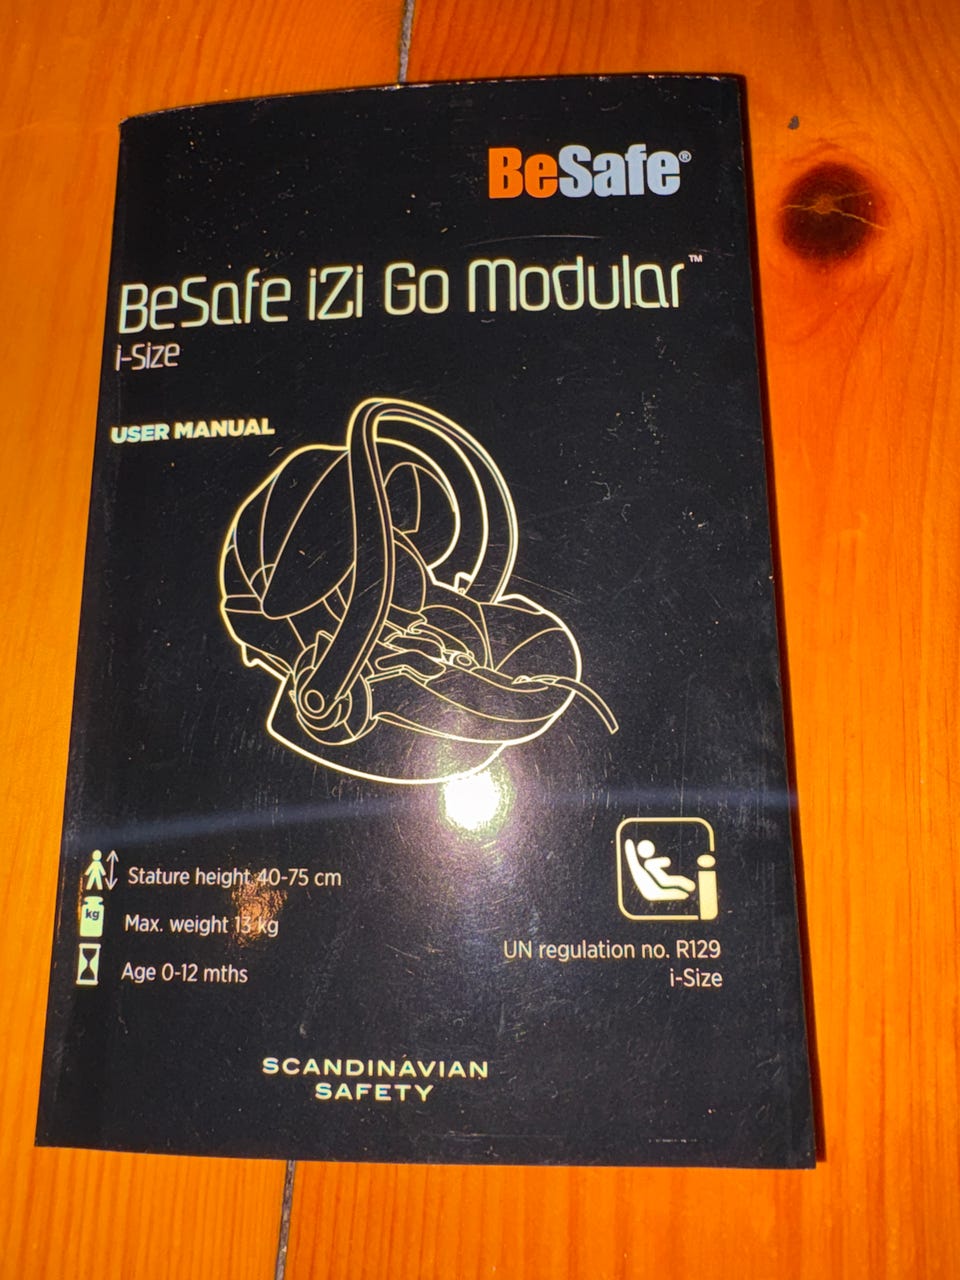 BeSafe®
BeSafe iZi Go Modular™
i-Size
USER MANUAL
Stature height 40-75 cm
kg
Max. weight 13 kg
Age 0-12 mths
i
UN regulation no. R129
i-Size
SCANDINAVIAN
SAFETY